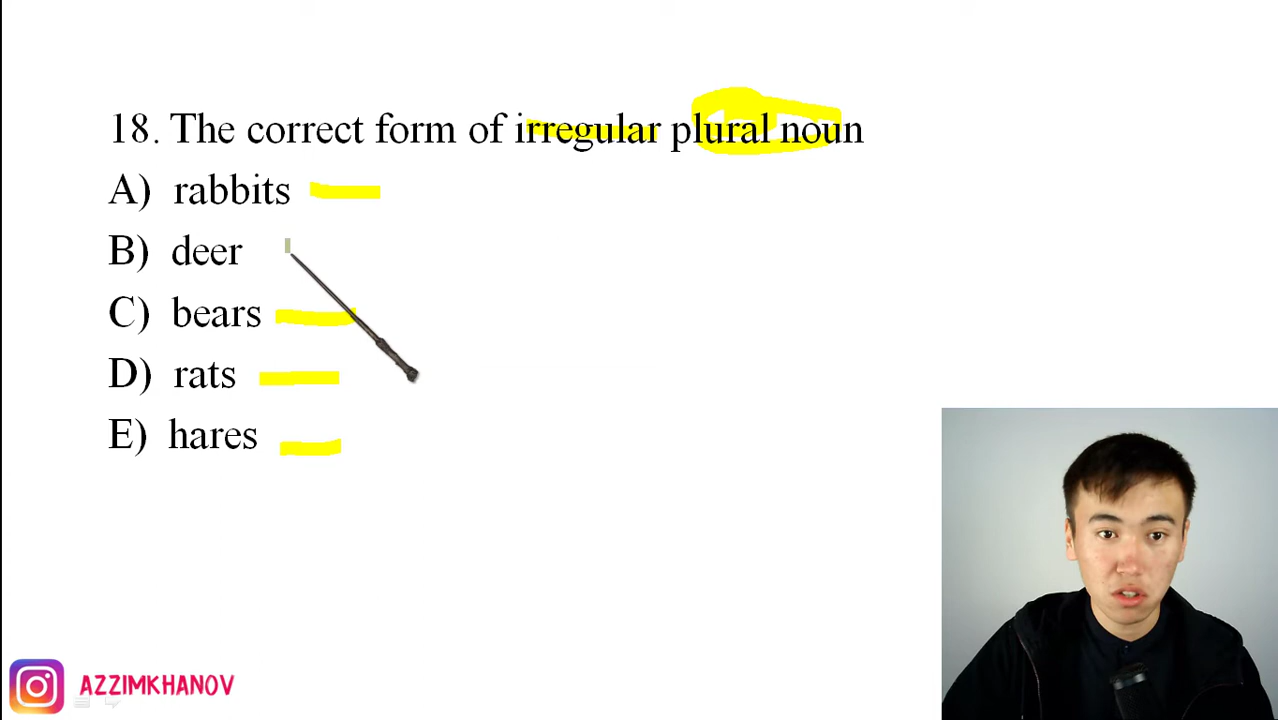 18. The correct form of irregular plural noun
A) rabbits
B) deer
C) bears
D) rats
E) hares
AZZIMKHANOV